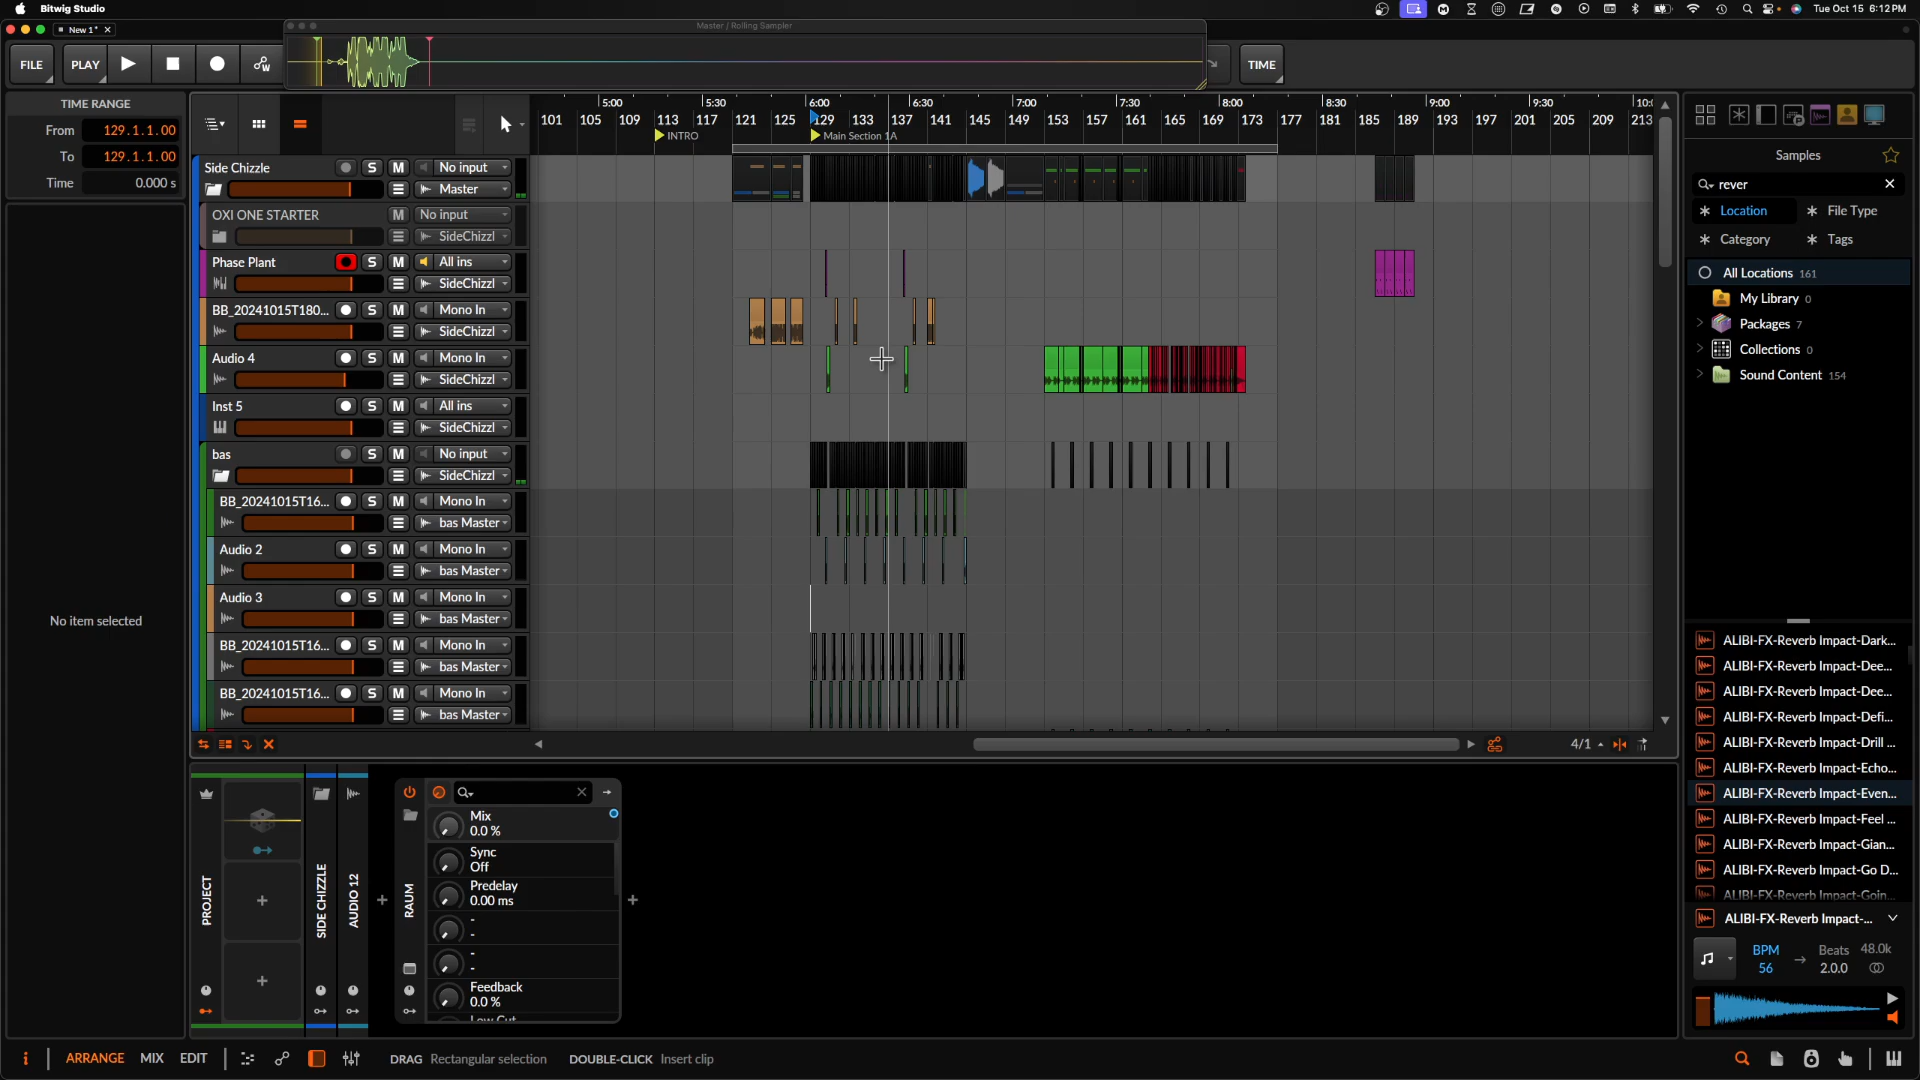 Bitwig Studio
Tue Oct 15 6:12 PM
New 1*
Master / Rolling Sampler
FILE
PLAY
TIME
TIME RANGE
From 129.1.1.00
To 129.1.1.00
Time 0.000 s
No item selected
5:00 5:30 6:00 6:30 7:00 7:30 8:00 8:30 9:00 9:30
101 105 109 113 117 121 125 129 133 137 141 145 149 153 157 161 165 169 173 177 181 185 189 193 197 201 205 209 213
INTRO
Main Section 1A
Side Chizzle S M No input
Master
OXI ONE STARTER M No input
SideChizzl
Phase Plant S M All ins
SideChizzl
BB_20241015T180... S M Mono In
SideChizzl
Audio 4 S M Mono In
SideChizzl
Inst 5 S M All ins
SideChizzl
bas S M No input
SideChizzl
BB_20241015T16... S M Mono In
bas Master
Audio 2 S M Mono In
bas Master
Audio 3 S M Mono In
bas Master
BB_20241015T16... S M Mono In
bas Master
BB_20241015T16... S M Mono In
bas Master
4/1
Samples
rever
Location
File Type
Category
Tags
All Locations 161
My Library 0
Packages 7
Collections 0
Sound Content 154
ALIBI-FX-Reverb Impact-Dark...
ALIBI-FX-Reverb Impact-Dee...
ALIBI-FX-Reverb Impact-Dee...
ALIBI-FX-Reverb Impact-Defi...
ALIBI-FX-Reverb Impact-Drill ...
ALIBI-FX-Reverb Impact-Echo...
ALIBI-FX-Reverb Impact-Even...
ALIBI-FX-Reverb Impact-Feel ...
ALIBI-FX-Reverb Impact-Gian...
ALIBI-FX-Reverb Impact-Go D...
ALIBI-FX-Reverb Impact-Goin...
ALIBI-FX-Reverb Impact-...
BPM
56
Beats
2.0.0
48.0k
PROJECT
SIDE CHIZZLE
AUDIO 12
RAUM
Mix
0.0 %
Sync
Off
Predelay
0.00 ms
-
-
-
-
Feedback
0.0 %
ARRANGE MIX EDIT
DRAG Rectangular selection DOUBLE-CLICK Insert clip